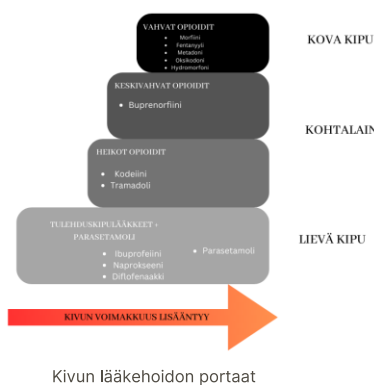 VAHVAT OPIOIDIT
Morfiini
Fentanyyli
Metadoni
Oksikodoni
Hydromorfoni
KOVA KIPU
KESKIVAHVAT OPIOIDIT
Buprenorfiini
KOHTALAIN
HEIKOT OPIOIDIT
Kodeiini
Tramadoli
TULEHDUSKIPULÄÄKKEET +
PARASETAMOLI
Ibuprofeiini
Naprokseeni
Diflofenaakki
Parasetamoli
LIEVÄ KIPU
KIVUN VOIMAKKUUS LISÄÄNTYY
Kivun lääkehoidon portaat